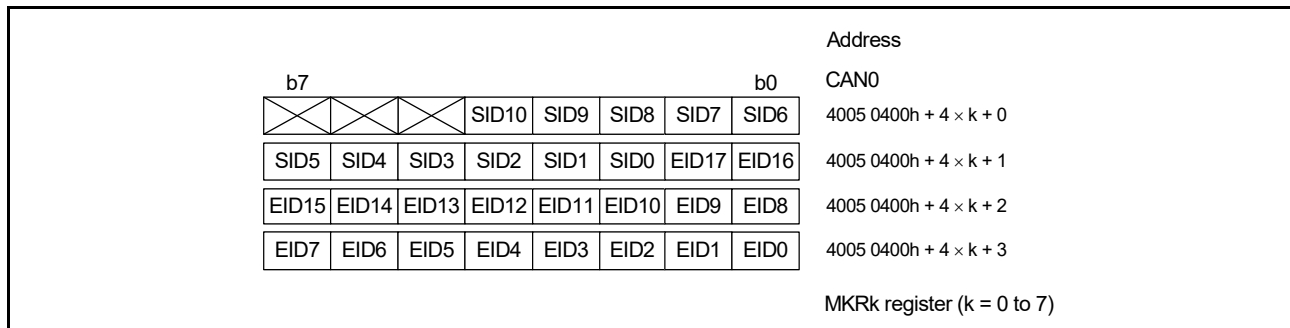 Address
b7 b0 CAN0
SID10 SID9 SID8 SID7 SID6 4005 0400h + 4 × k + 0
SID5 SID4 SID3 SID2 SID1 SID0 EID17 EID16 4005 0400h + 4 × k + 1
EID15 EID14 EID13 EID12 EID11 EID10 EID9 EID8 4005 0400h + 4 × k + 2
EID7 EID6 EID5 EID4 EID3 EID2 EID1 EID0 4005 0400h + 4 × k + 3
MKRk register (k = 0 to 7)